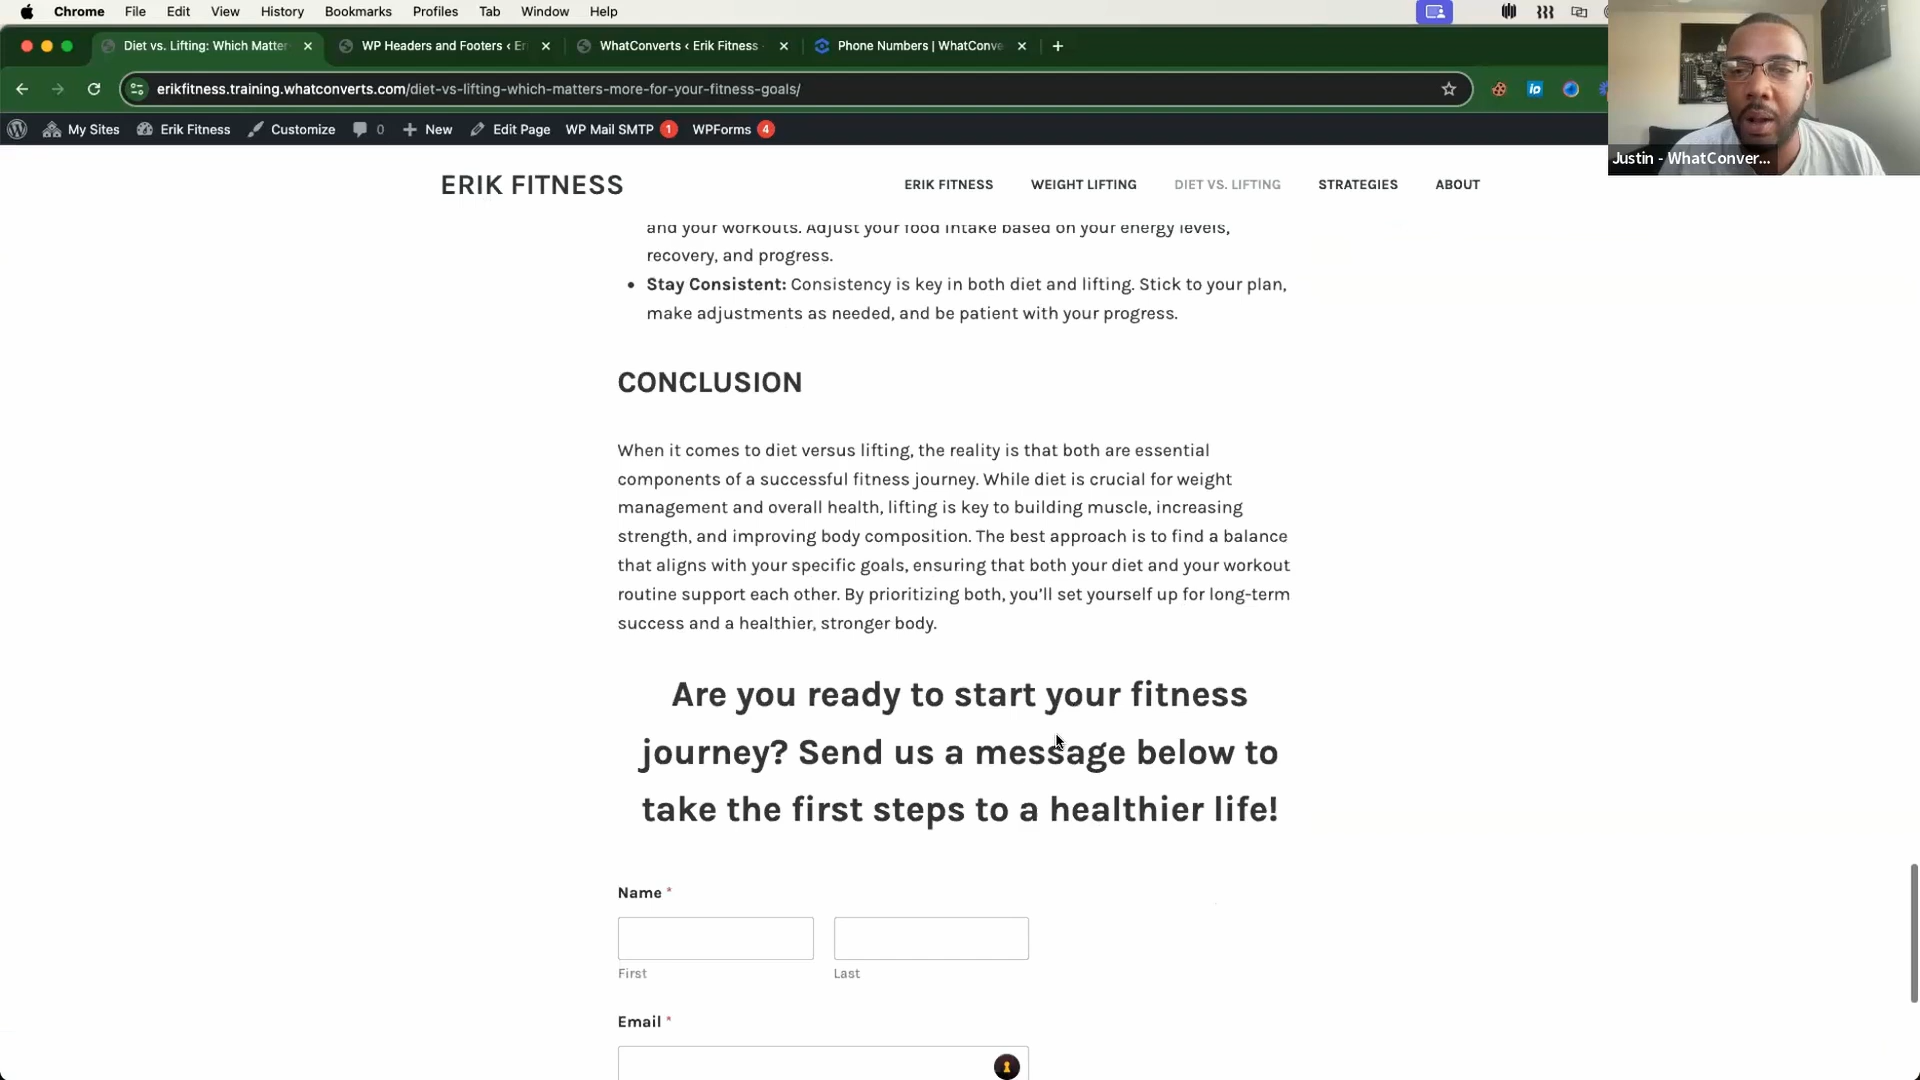 Chrome File Edit View History Bookmarks Profiles Tab Window Help
Diet vs. Lifting: Which Matter
WP Headers and Footers ‹ Er
WhatConverts ‹ Erik Fitness
Phone Numbers | WhatConve
erikfitness.training.whatconverts.com/diet-vs-lifting-which-matters-more-for-your-fitness-goals/
My Sites Erik Fitness Customize 0 New Edit Page WP Mail SMTP 1 WPForms 4
Justin - WhatConver...
ERIK FITNESS
ERIK FITNESS WEIGHT LIFTING DIET VS. LIFTING STRATEGIES ABOUT
and your workouts. Adjust your food intake based on your energy levels,
recovery, and progress.
• Stay Consistent: Consistency is key in both diet and lifting. Stick to your plan,
make adjustments as needed, and be patient with your progress.
CONCLUSION
When it comes to diet versus lifting, the reality is that both are essential
components of a successful fitness journey. While diet is crucial for weight
management and overall health, lifting is key to building muscle, increasing
strength, and improving body composition. The best approach is to find a balance
that aligns with your specific goals, ensuring that both your diet and your workout
routine support each other. By prioritizing both, you’ll set yourself up for long-term
success and a healthier, stronger body.
Are you ready to start your fitness
journey? Send us a message below to
take the first steps to a healthier life!
Name *
First
Last
Email *